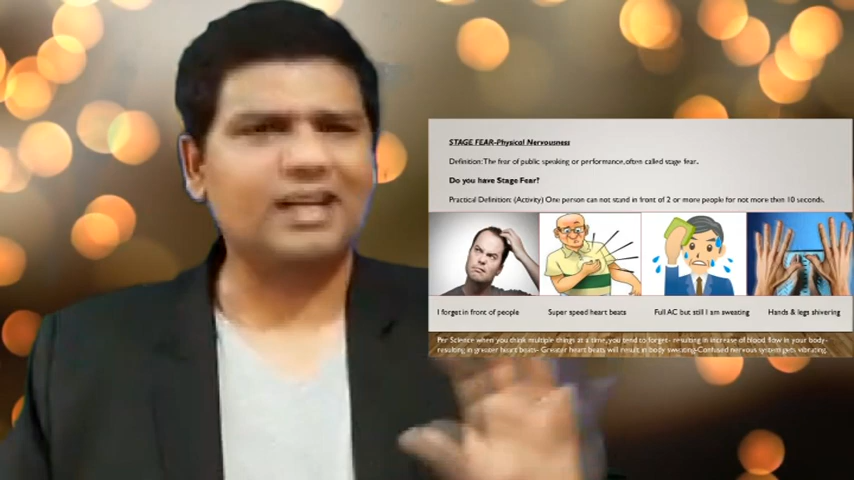 STAGE FEAR-Physical Nervousness
Definition: The fear of public speaking or performance, often called stage fear.
Do you have Stage Fear?
Practical Definition: (Activity) One person can not stand in front of 2 or more people for not more then 10 seconds.
I forget in front of people
Super speed heart beats
Full AC but still I am sweating
Hands & legs shivering
Per Science when you think multiple things at a time, you tend to forget- resulting in increase of blood flow in your body-
resulting in greater heart beats- Greater heart beats will result in body sweating-Confused nervous system gets vibrating.